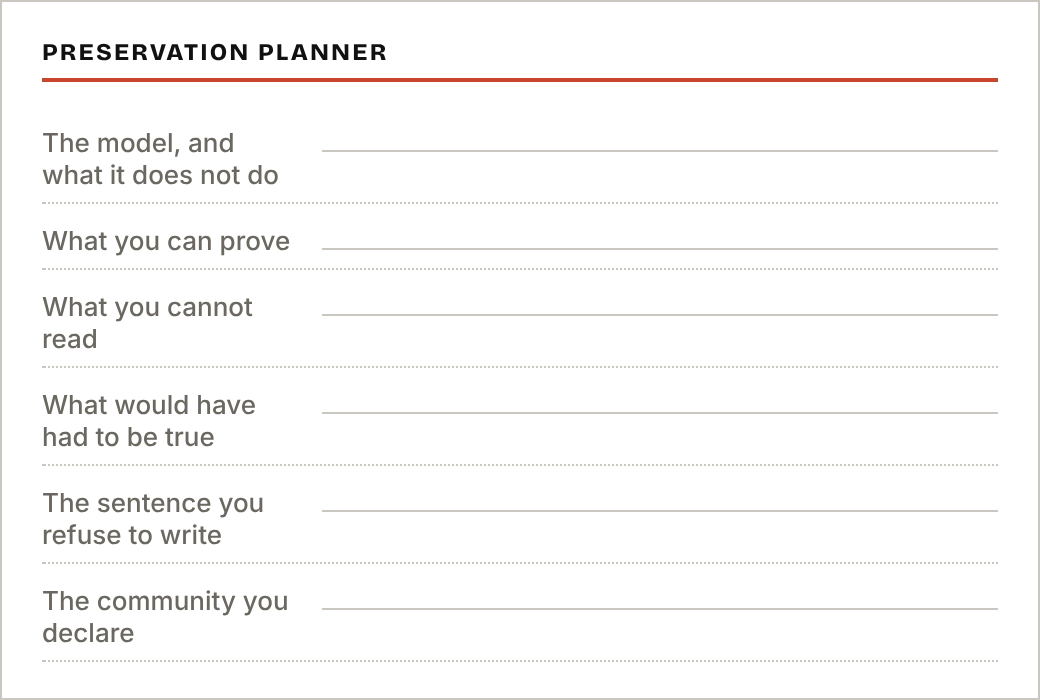 PRESERVATION PLANNER
The model, and
what it does not do
What you can prove
What you cannot
read
What would have
had to be true
The sentence you
refuse to write
The community you
declare